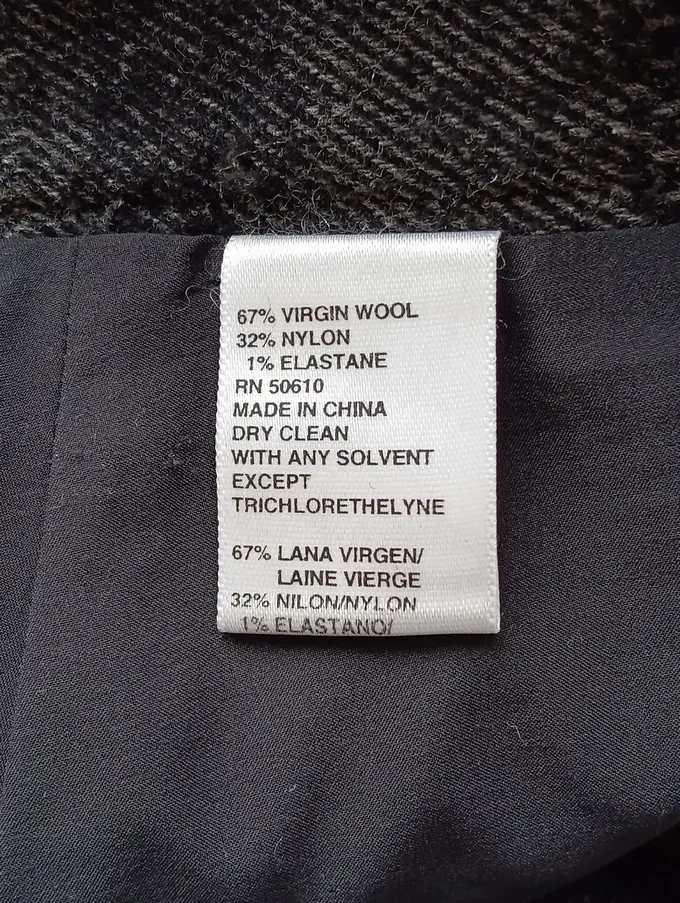 67% VIRGIN WOOL
32% NYLON
1% ELASTANE
RN 50610
MADE IN CHINA
DRY CLEAN
WITH ANY SOLVENT
EXCEPT
TRICHLORETHELYNE
67% LANA VIRGEN/
LAINE VIERGE
32% NILON/NYLON
1% ELASTANO/